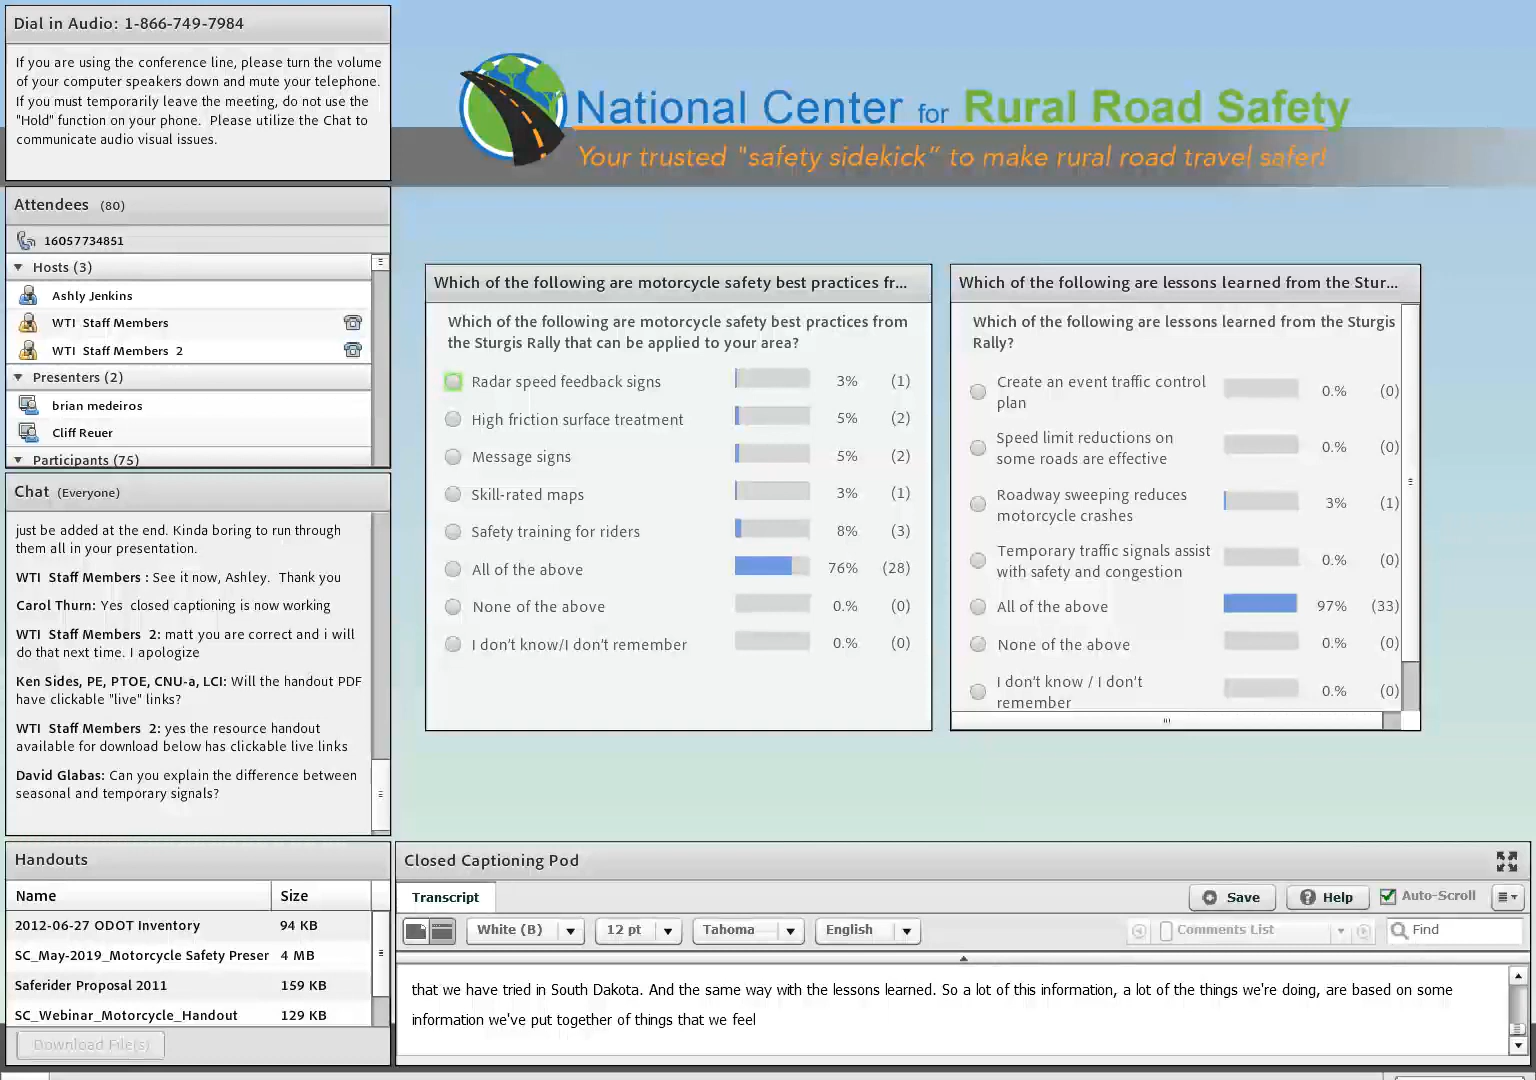 Dial in Audio: 1-866-749-7984
If you are using the conference line, please turn the volume
of your computer speakers down and mute your telephone.
If you must temporarily leave the meeting, do not use the
"Hold" function on your phone.  Please utilize the Chat to
communicate audio visual issues.
Attendees (80)
16057734851
Hosts (3)
Ashly Jenkins
WTI Staff Members
WTI Staff Members 2
Presenters (2)
brian medeiros
Cliff Reuer
Participants (75)
Chat (Everyone)
just be added at the end. Kinda boring to run through
them all in your presentation.
WTI Staff Members : See it now, Ashley. Thank you
Carol Thurn: Yes closed captioning is now working
WTI Staff Members 2: matt you are correct and i will
do that next time. I apologize
Ken Sides, PE, PTOE, CNU-a, LCI: Will the handout PDF
have clickable "live" links?
WTI Staff Members 2: yes the resource handout
available for download below has clickable live links
David Glabas: Can you explain the difference between
seasonal and temporary signals?
Handouts
Name Size
2012-06-27 ODOT Inventory 94 KB
SC_May-2019_Motorcycle Safety Preser 4 MB
Saferider Proposal 2011 159 KB
SC_Webinar_Motorcycle_Handout 129 KB
Download File(s)
National Center for Rural Road Safety
Your trusted "safety sidekick" to make rural road travel safer!
Which of the following are motorcycle safety best practices fr...
Which of the following are motorcycle safety best practices from
the Sturgis Rally that can be applied to your area?
Radar speed feedback signs 3% (1)
High friction surface treatment 5% (2)
Message signs 5% (2)
Skill-rated maps 3% (1)
Safety training for riders 8% (3)
All of the above 76% (28)
None of the above 0.% (0)
I don't know/I don't remember 0.% (0)
Which of the following are lessons learned from the Stur...
Which of the following are lessons learned from the Sturgis
Rally?
Create an event traffic control
plan 0.% (0)
Speed limit reductions on
some roads are effective 0.% (0)
Roadway sweeping reduces
motorcycle crashes 3% (1)
Temporary traffic signals assist
with safety and congestion 0.% (0)
All of the above 97% (33)
None of the above 0.% (0)
I don't know / I don't
remember 0.% (0)
Closed Captioning Pod
Transcript Save Help Auto-Scroll
White (B) 12 pt Tahoma English Comments List Find
that we have tried in South Dakota. And the same way with the lessons learned. So a lot of this information, a lot of the things we're doing, are based on some
information we've put together of things that we feel